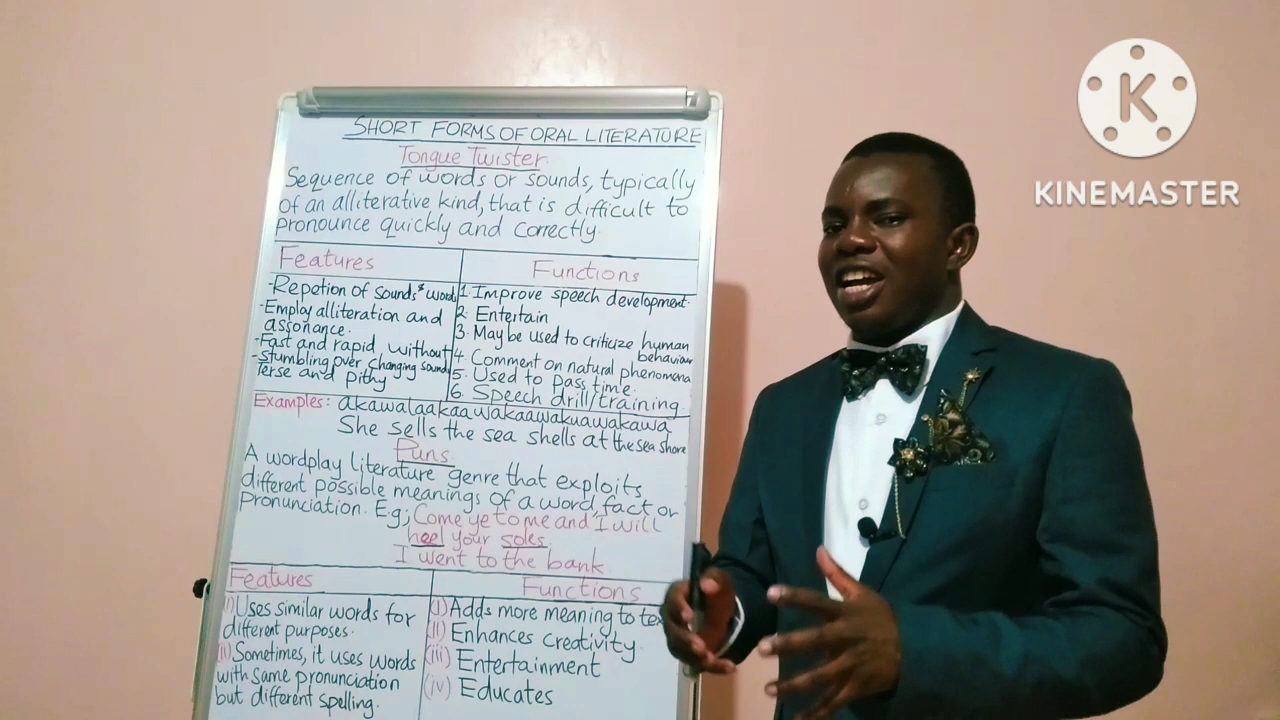 SHORT FORMS OF ORAL LITERATURE
Tongue Twister
Sequence of words or sounds, typically
of an alliterative kind, that is difficult to
pronounce quickly and correctly.
Features
- Repetion of sounds & words
- Employ alliteration and
assonance.
- Fast and rapid, without
- Stumbling over changing sounds
Terse and Pithy
Functions
1. Improve speech development.
2. Entertain
3. May be used to criticize human
behaviour
4. Comment on natural phenomena
5. Used to pass time.
6. Speech drill/training
Examples: akawalaakaawakaawakuawakawa
She sells the sea shells at the sea shore
Puns
A wordplay literature genre that exploits
different possible meanings of a word, fact or
Pronunciation. E.g; Come ye to me and I will
heel your soles.
I went to the bank
Features
(i) Uses similar words for
different purposes.
(ii) Sometimes, it uses words
with same pronunciation
but different spelling.
Functions
(i) Adds more meaning to
(ii) Enhances creativity.
(iii) Entertainment
(iv) Educates
K
KINEMASTER